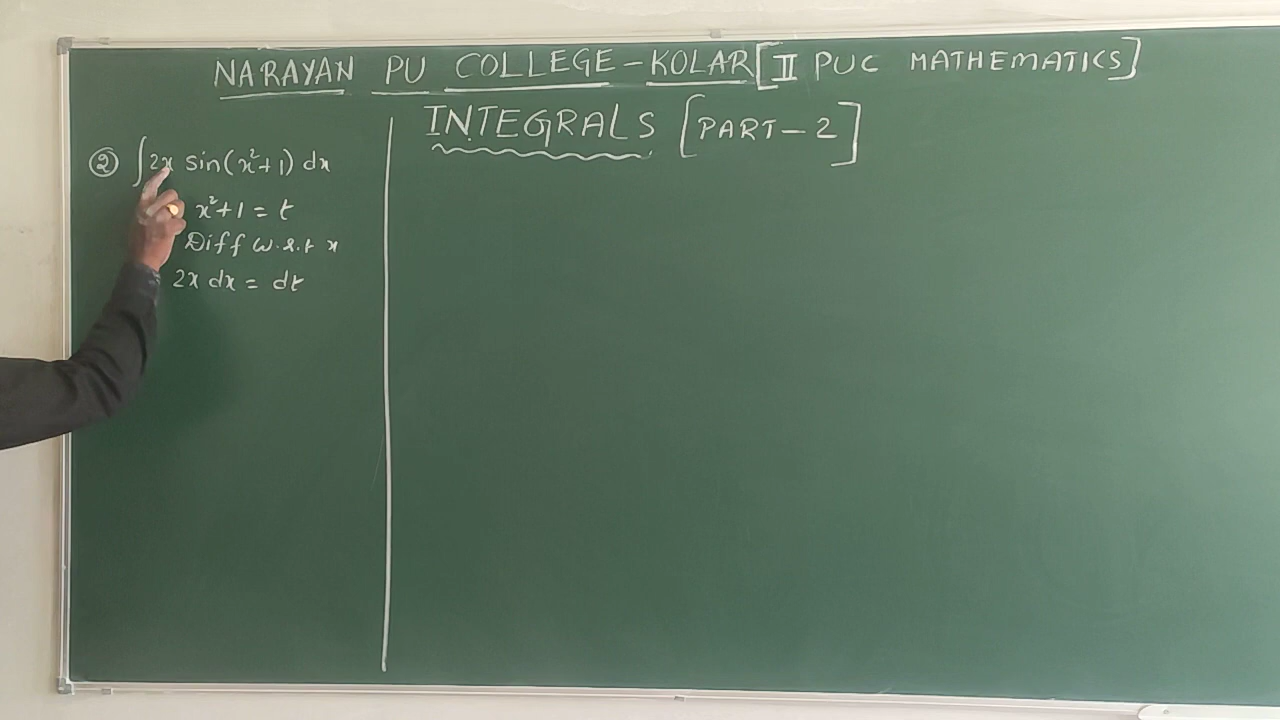 NARAYAN PU COLLEGE - KOLAR [II PUC MATHEMATICS]
INTEGRALS [PART - 2]
② ∫2x sin(x²+1) dx
x²+1 = t
Diff w.r.t x
2x dx = dt